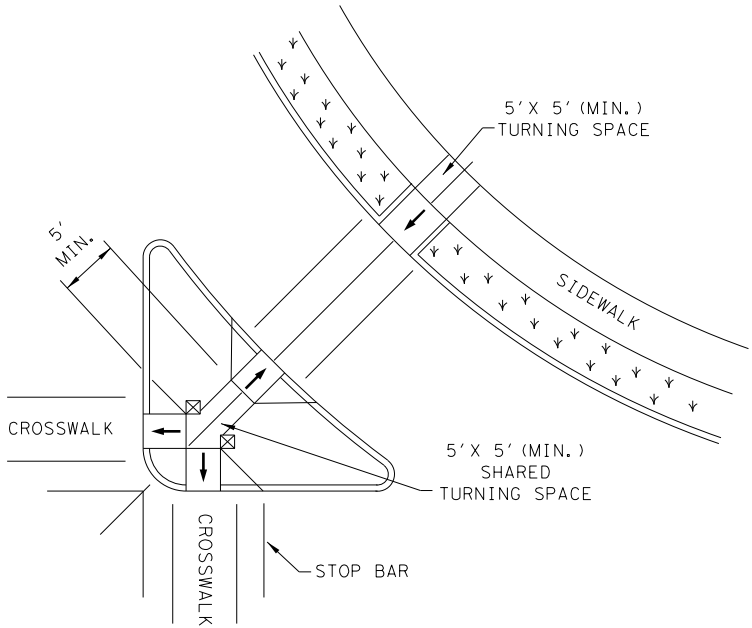 5' X 5' (MIN.)
TURNING SPACE
5'
MIN.
SIDEWALK
CROSSWALK
5' X 5' (MIN.)
SHARED
TURNING SPACE
CROSSWALK
STOP BAR